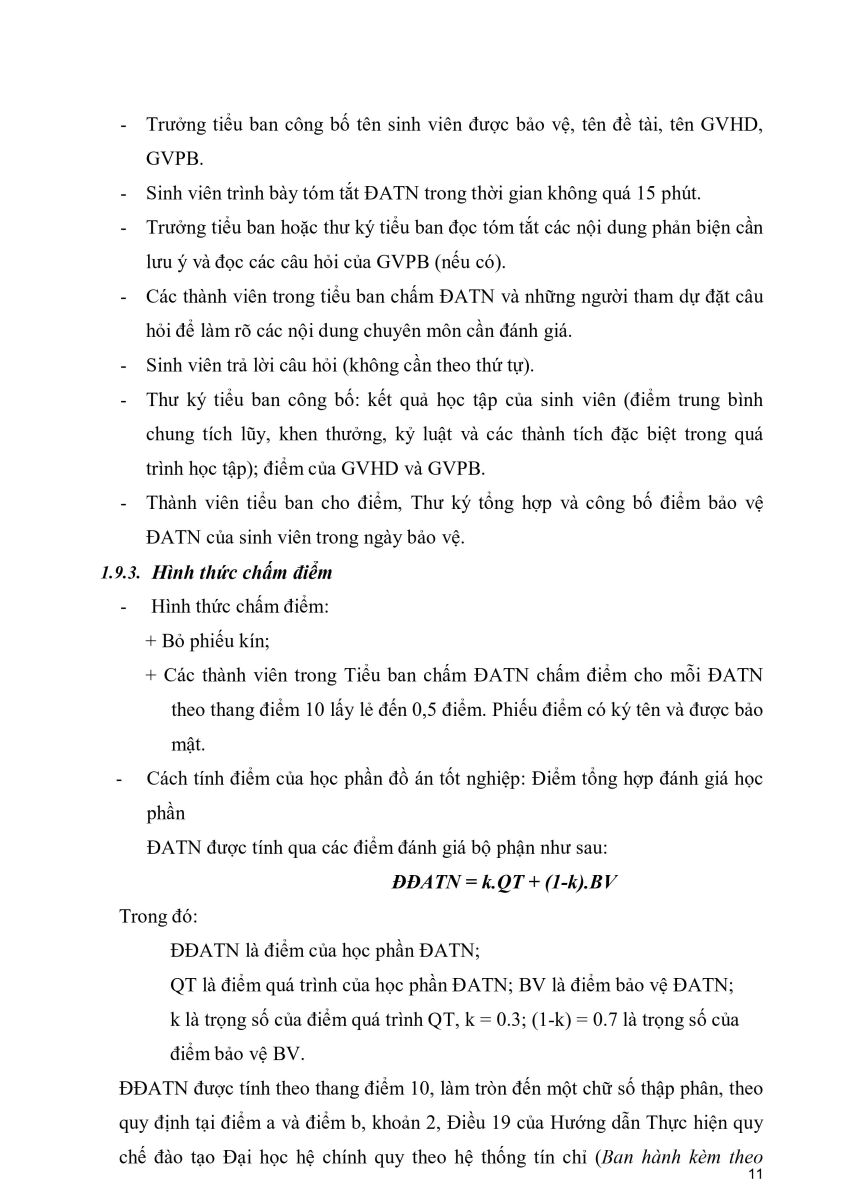 - Trưởng tiểu ban công bố tên sinh viên được bảo vệ, tên đề tài, tên GVHD,
GVPB.
- Sinh viên trình bày tóm tắt ĐATN trong thời gian không quá 15 phút.
- Trưởng tiểu ban hoặc thư ký tiểu ban đọc tóm tắt các nội dung phản biện cần
lưu ý và đọc các câu hỏi của GVPB (nếu có).
- Các thành viên trong tiểu ban chấm ĐATN và những người tham dự đặt câu
hỏi để làm rõ các nội dung chuyên môn cần đánh giá.
- Sinh viên trả lời câu hỏi (không cần theo thứ tự).
- Thư ký tiểu ban công bố: kết quả học tập của sinh viên (điểm trung bình
chung tích lũy, khen thưởng, kỷ luật và các thành tích đặc biệt trong quá
trình học tập); điểm của GVHD và GVPB.
- Thành viên tiểu ban cho điểm, Thư ký tổng hợp và công bố điểm bảo vệ
ĐATN của sinh viên trong ngày bảo vệ.
1.9.3. Hình thức chấm điểm
- Hình thức chấm điểm:
+ Bỏ phiếu kín;
+ Các thành viên trong Tiểu ban chấm ĐATN chấm điểm cho mỗi ĐATN
theo thang điểm 10 lấy lẻ đến 0,5 điểm. Phiếu điểm có ký tên và được bảo
mật.
- Cách tính điểm của học phần đồ án tốt nghiệp: Điểm tổng hợp đánh giá học
phần
ĐATN được tính qua các điểm đánh giá bộ phận như sau:
ĐĐATN = k.QT + (1-k).BV
Trong đó:
ĐĐATN là điểm của học phần ĐATN;
QT là điểm quá trình của học phần ĐATN; BV là điểm bảo vệ ĐATN;
k là trọng số của điểm quá trình QT, k = 0.3; (1-k) = 0.7 là trọng số của
điểm bảo vệ BV.
ĐĐATN được tính theo thang điểm 10, làm tròn đến một chữ số thập phân, theo
quy định tại điểm a và điểm b, khoản 2, Điều 19 của Hướng dẫn Thực hiện quy
chế đào tạo Đại học hệ chính quy theo hệ thống tín chỉ (Ban hành kèm theo
11